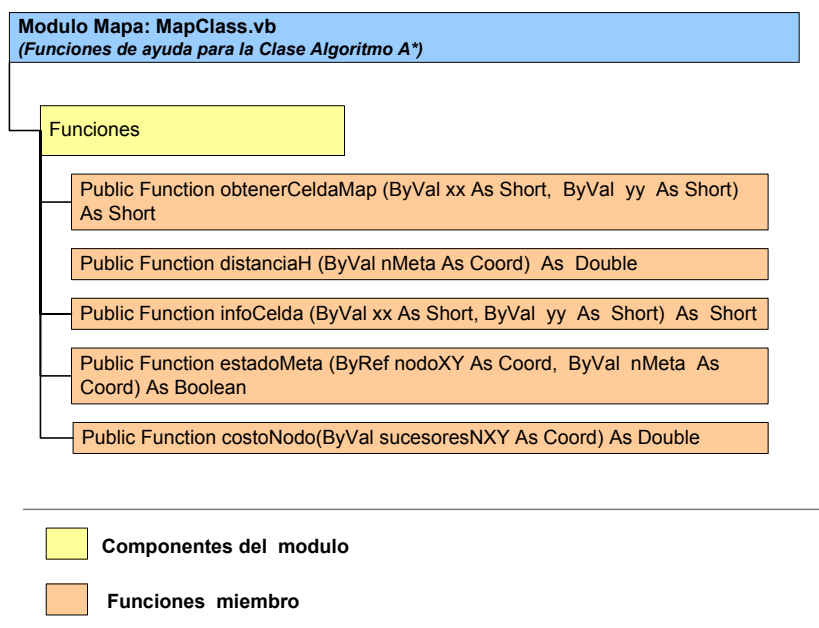 Modulo Mapa: MapClass.vb
(Funciones de ayuda para la Clase Algoritmo A*)
Funciones
Public Function obtenerCeldaMap (ByVal xx As Short, ByVal yy As Short)
As Short
Public Function distanciaH (ByVal nMeta As Coord) As Double
Public Function infoCelda (ByVal xx As Short, ByVal yy As Short) As Short
Public Function estadoMeta (ByRef nodoXY As Coord, ByVal nMeta As
Coord) As Boolean
Public Function costoNodo(ByVal sucesoresNXY As Coord) As Double
Componentes del modulo
Funciones miembro